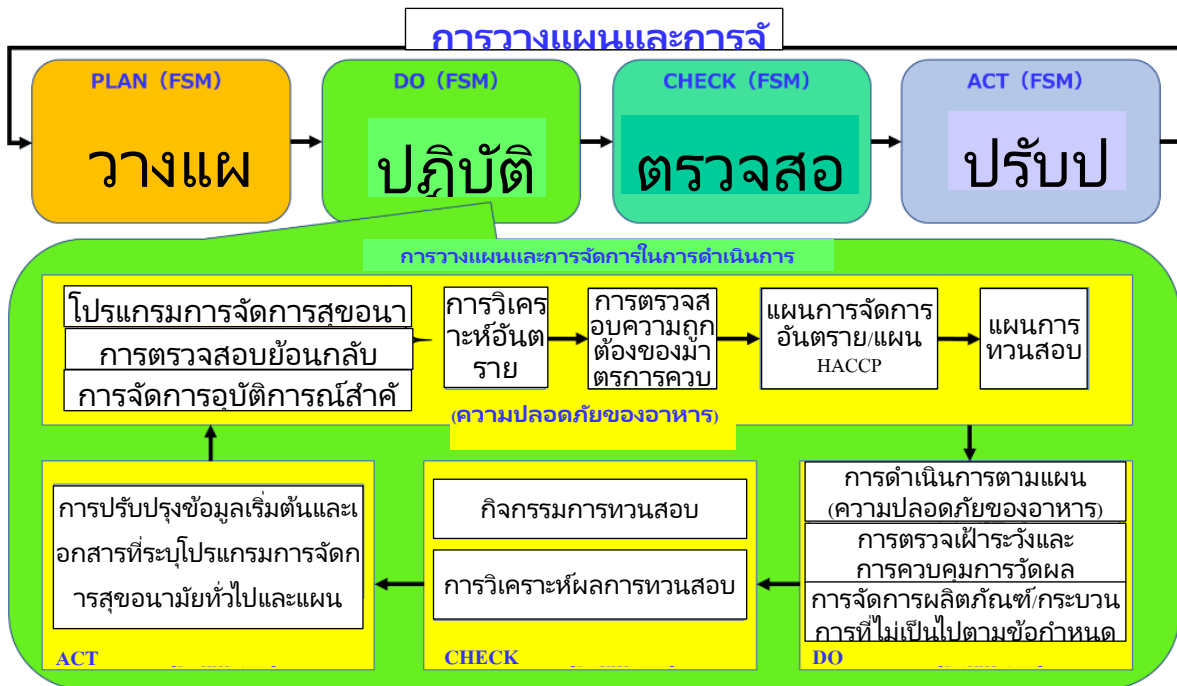 การวางแผนและการจั
PLAN (FSM)
วางแผ
DO (FSM)
ปฏิบัติ
CHECK (FSM)
ตรวจสอ
ACT (FSM)
ปรับป
การวางแผนและการจัดการในการดำเนินการ
โปรแกรมการจัดการสุขอนา
การตรวจสอบย้อนกลับ
การจัดการอุบัติการณ์สำคั
การวิเคร
าะห์อันต
ราย
การตรวจส
อบความถูก
ต้องของมา
ตรการควบ
แผนการจัดการ
อันตราย/แผน
HACCP
แผนการ
ทวนสอบ
(ความปลอดภัยของอาหาร)
การปรับปรุงข้อมูลเริ่มต้นและเ
อกสารที่ระบุโปรแกรมการจัดก
ารสุขอนามัยทั่วไปและแผน
ACT
กิจกรรมการทวนสอบ
การวิเคราะห์ผลการทวนสอบ
CHECK
การดำเนินการตามแผน
(ความปลอดภัยของอาหาร)
การตรวจเฝ้าระวังและ
การควบคุมการวัดผล
การจัดการผลิตภัณฑ์/กระบวน
การที่ไม่เป็นไปตามข้อกำหนด
DO